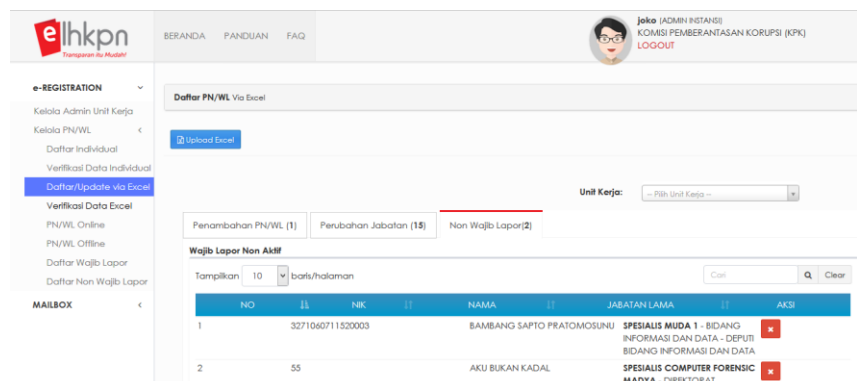 elhkpn
Transparan itu Mudah!
BERANDA PANDUAN FAQ
joko (ADMIN INSTANSI)
KOMISI PEMBERANTASAN KORUPSI (KPK)
LOGOUT
e-REGISTRATION
Kelola Admin Unit Kerja
Kelola PN/WL
Daftar Individual
Verifikasi Data Individual
Daftar/Update via Excel
Verifikasi Data Excel
PN/WL Online
PN/WL Offline
Daftar Wajib Lapor
Daftar Non Wajib Lapor
MAILBOX
Daftar PN/WL Via Excel
Upload Excel
Unit Kerja: -- Pilih Unit Kerja --
Penambahan PN/WL (1) Perubahan Jabatan (15) Non Wajib Lapor(2)
Wajib Lapor Non Aktif
Tampilkan 10 baris/halaman Cari Clear
NO NIK NAMA JABATAN LAMA AKSI
1 3271060711520003 BAMBANG SAPTO PRATOMOSUNU SPESIALIS MUDA 1 - BIDANG
INFORMASI DAN DATA - DEPUTI
BIDANG INFORMASI DAN DATA
2 55 AKU BUKAN KADAL SPESIALIS COMPUTER FORENSIC
MADYA - DIREKTORAT